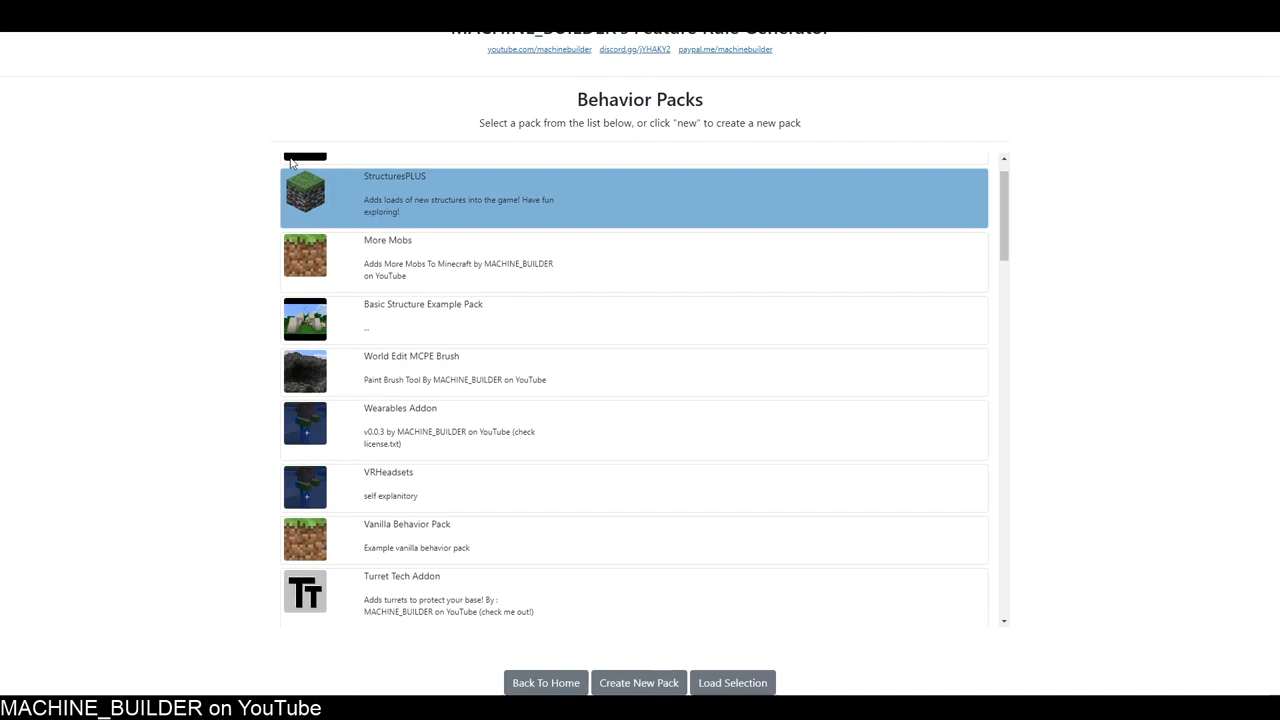 MACHINE_BUILDER's Feature Rule Generator
youtube.com/machinebuilder discord.gg/jYHAKY2 paypal.me/machinebuilder
Behavior Packs
Select a pack from the list below, or click "new" to create a new pack
StructuresPLUS
Adds loads of new structures into the game! Have fun
exploring!
More Mobs
Adds More Mobs To Minecraft by MACHINE_BUILDER
on YouTube
Basic Structure Example Pack
...
World Edit MCPE Brush
Paint Brush Tool By MACHINE_BUILDER on YouTube
Wearables Addon
v0.0.3 by MACHINE_BUILDER on YouTube (check
license.txt)
VRHeadsets
self explanitory
Vanilla Behavior Pack
Example vanilla behavior pack
TT
Turret Tech Addon
Adds turrets to protect your base! By :
MACHINE_BUILDER on YouTube (check me out!)
Back To Home Create New Pack Load Selection
MACHINE_BUILDER on YouTube